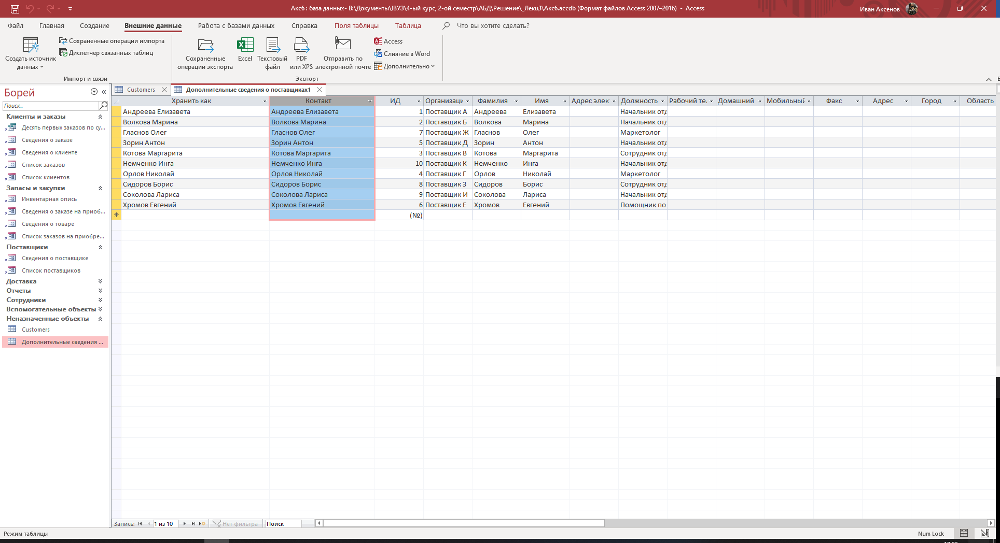 Акс6 : база данных- B:\Документы\!ВУЗ\4-ый курс, 2-ой семестр\АБД\Решение\_Лекц3\Акс6.accdb (Формат файлов Access 2007–2016) - Access
Иван Аксенов
Файл Главная Создание Внешние данные Работа с базами данных Справка Поля таблицы Таблица Что вы хотите сделать?
Создать источник данных
Сохраненные операции импорта
Диспетчер связанных таблиц
Импорт и связи
Сохраненные операции экспорта
Excel
Текстовый файл
PDF или XPS
Отправить по электронной почте
Access
Слияние в Word
Дополнительно
Экспорт
Борей
Поиск...
Клиенты и заказы
Десять первых заказов по су...
Сведения о заказе
Сведения о клиенте
Список заказов
Список клиентов
Запасы и закупки
Инвентарная опись
Сведения о заказе на приоб...
Сведения о товаре
Список заказов на приобре...
Поставщики
Сведения о поставщике
Список поставщиков
Доставка
Отчеты
Сотрудники
Вспомогательные объекты
Неназначенные объекты
Customers
Дополнительные сведения ...
Customers Дополнительные сведения о поставщиках1
Хранить как Контакт ИД Организаци Фамилия Имя Адрес элек Должность Рабочий те. Домашний Мобильный Факс Адрес Город Область
Андреева Елизавета Андреева Елизавета 1 Поставщик А Андреева Елизавета Начальник отд
Волкова Марина Волкова Марина 2 Поставщик Б Волкова Марина Начальник отд
Гласнов Олег Гласнов Олег 7 Поставщик Ж Гласнов Олег Маркетолог
Зорин Антон Зорин Антон 5 Поставщик Д Зорин Антон Начальник отд
Котова Маргарита Котова Маргарита 3 Поставщик В Котова Маргарита Сотрудник отд
Немченко Инга Немченко Инга 10 Поставщик К Немченко Инга Начальник отд
Орлов Николай Орлов Николай 4 Поставщик Г Орлов Николай Маркетолог
Сидоров Борис Сидоров Борис 8 Поставщик З Сидоров Борис Сотрудник отд
Соколова Лариса Соколова Лариса 9 Поставщик И Соколова Лариса Начальник отд
Хромов Евгений Хромов Евгений 6 Поставщик Е Хромов Евгений Помощник по
(№)
Запись: 1 из 10 Нет фильтра Поиск
Режим таблицы Num Lock